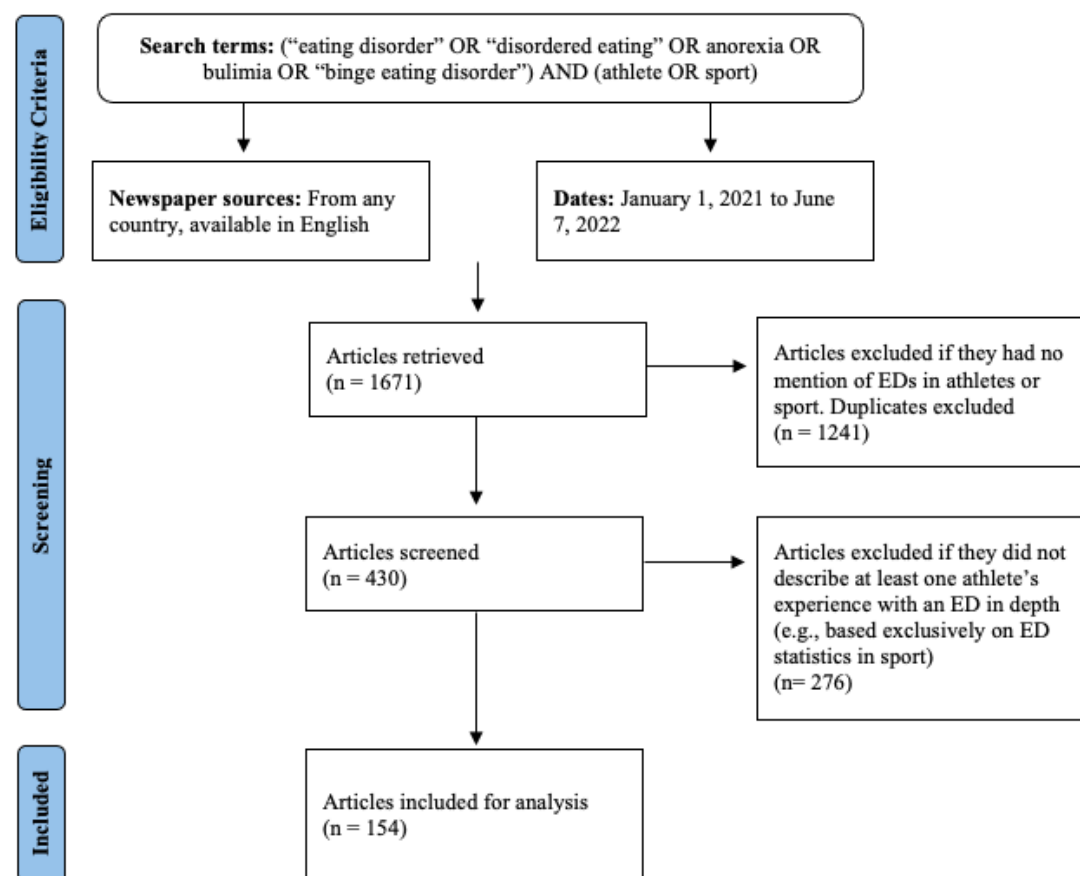 Eligibility Criteria
Search terms: (“eating disorder” OR “disordered eating” OR anorexia OR
bulimia OR “binge eating disorder”) AND (athlete OR sport)
Newspaper sources: From any
country, available in English
Dates: January 1, 2021 to June
7, 2022
Screening
Articles retrieved
(n = 1671)
Articles excluded if they had no
mention of EDs in athletes or
sport. Duplicates excluded
(n = 1241)
Articles screened
(n = 430)
Articles excluded if they did not
describe at least one athlete’s
experience with an ED in depth
(e.g., based exclusively on ED
statistics in sport)
(n= 276)
Included
Articles included for analysis
(n = 154)